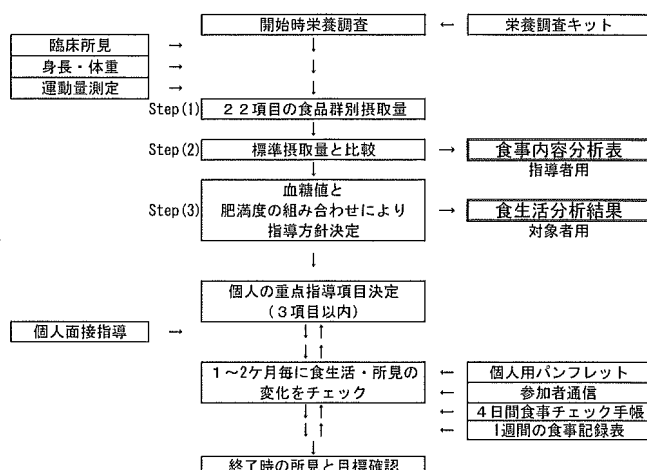 開始時栄養調査 ← 栄養調査キット
臨床所見 →
身長・体重 →
運動量測定 →
Step(1) 22項目の食品群別摂取量
Step(2) 標準摂取量と比較 → 食事内容分析表
指導者用
血糖値と
Step(3) 肥満度の組み合わせにより → 食生活分析結果
指導方針決定
対象者用
個人の重点指導項目決定
(3項目以内)
個人面接指導 →
1~2ケ月毎に食生活・所見の
変化をチェック
← 個人用パンフレット
← 参加者通信
← 4日間食事チェック手帳
← 1週間の食事記録表
終了時の所見と目標確認